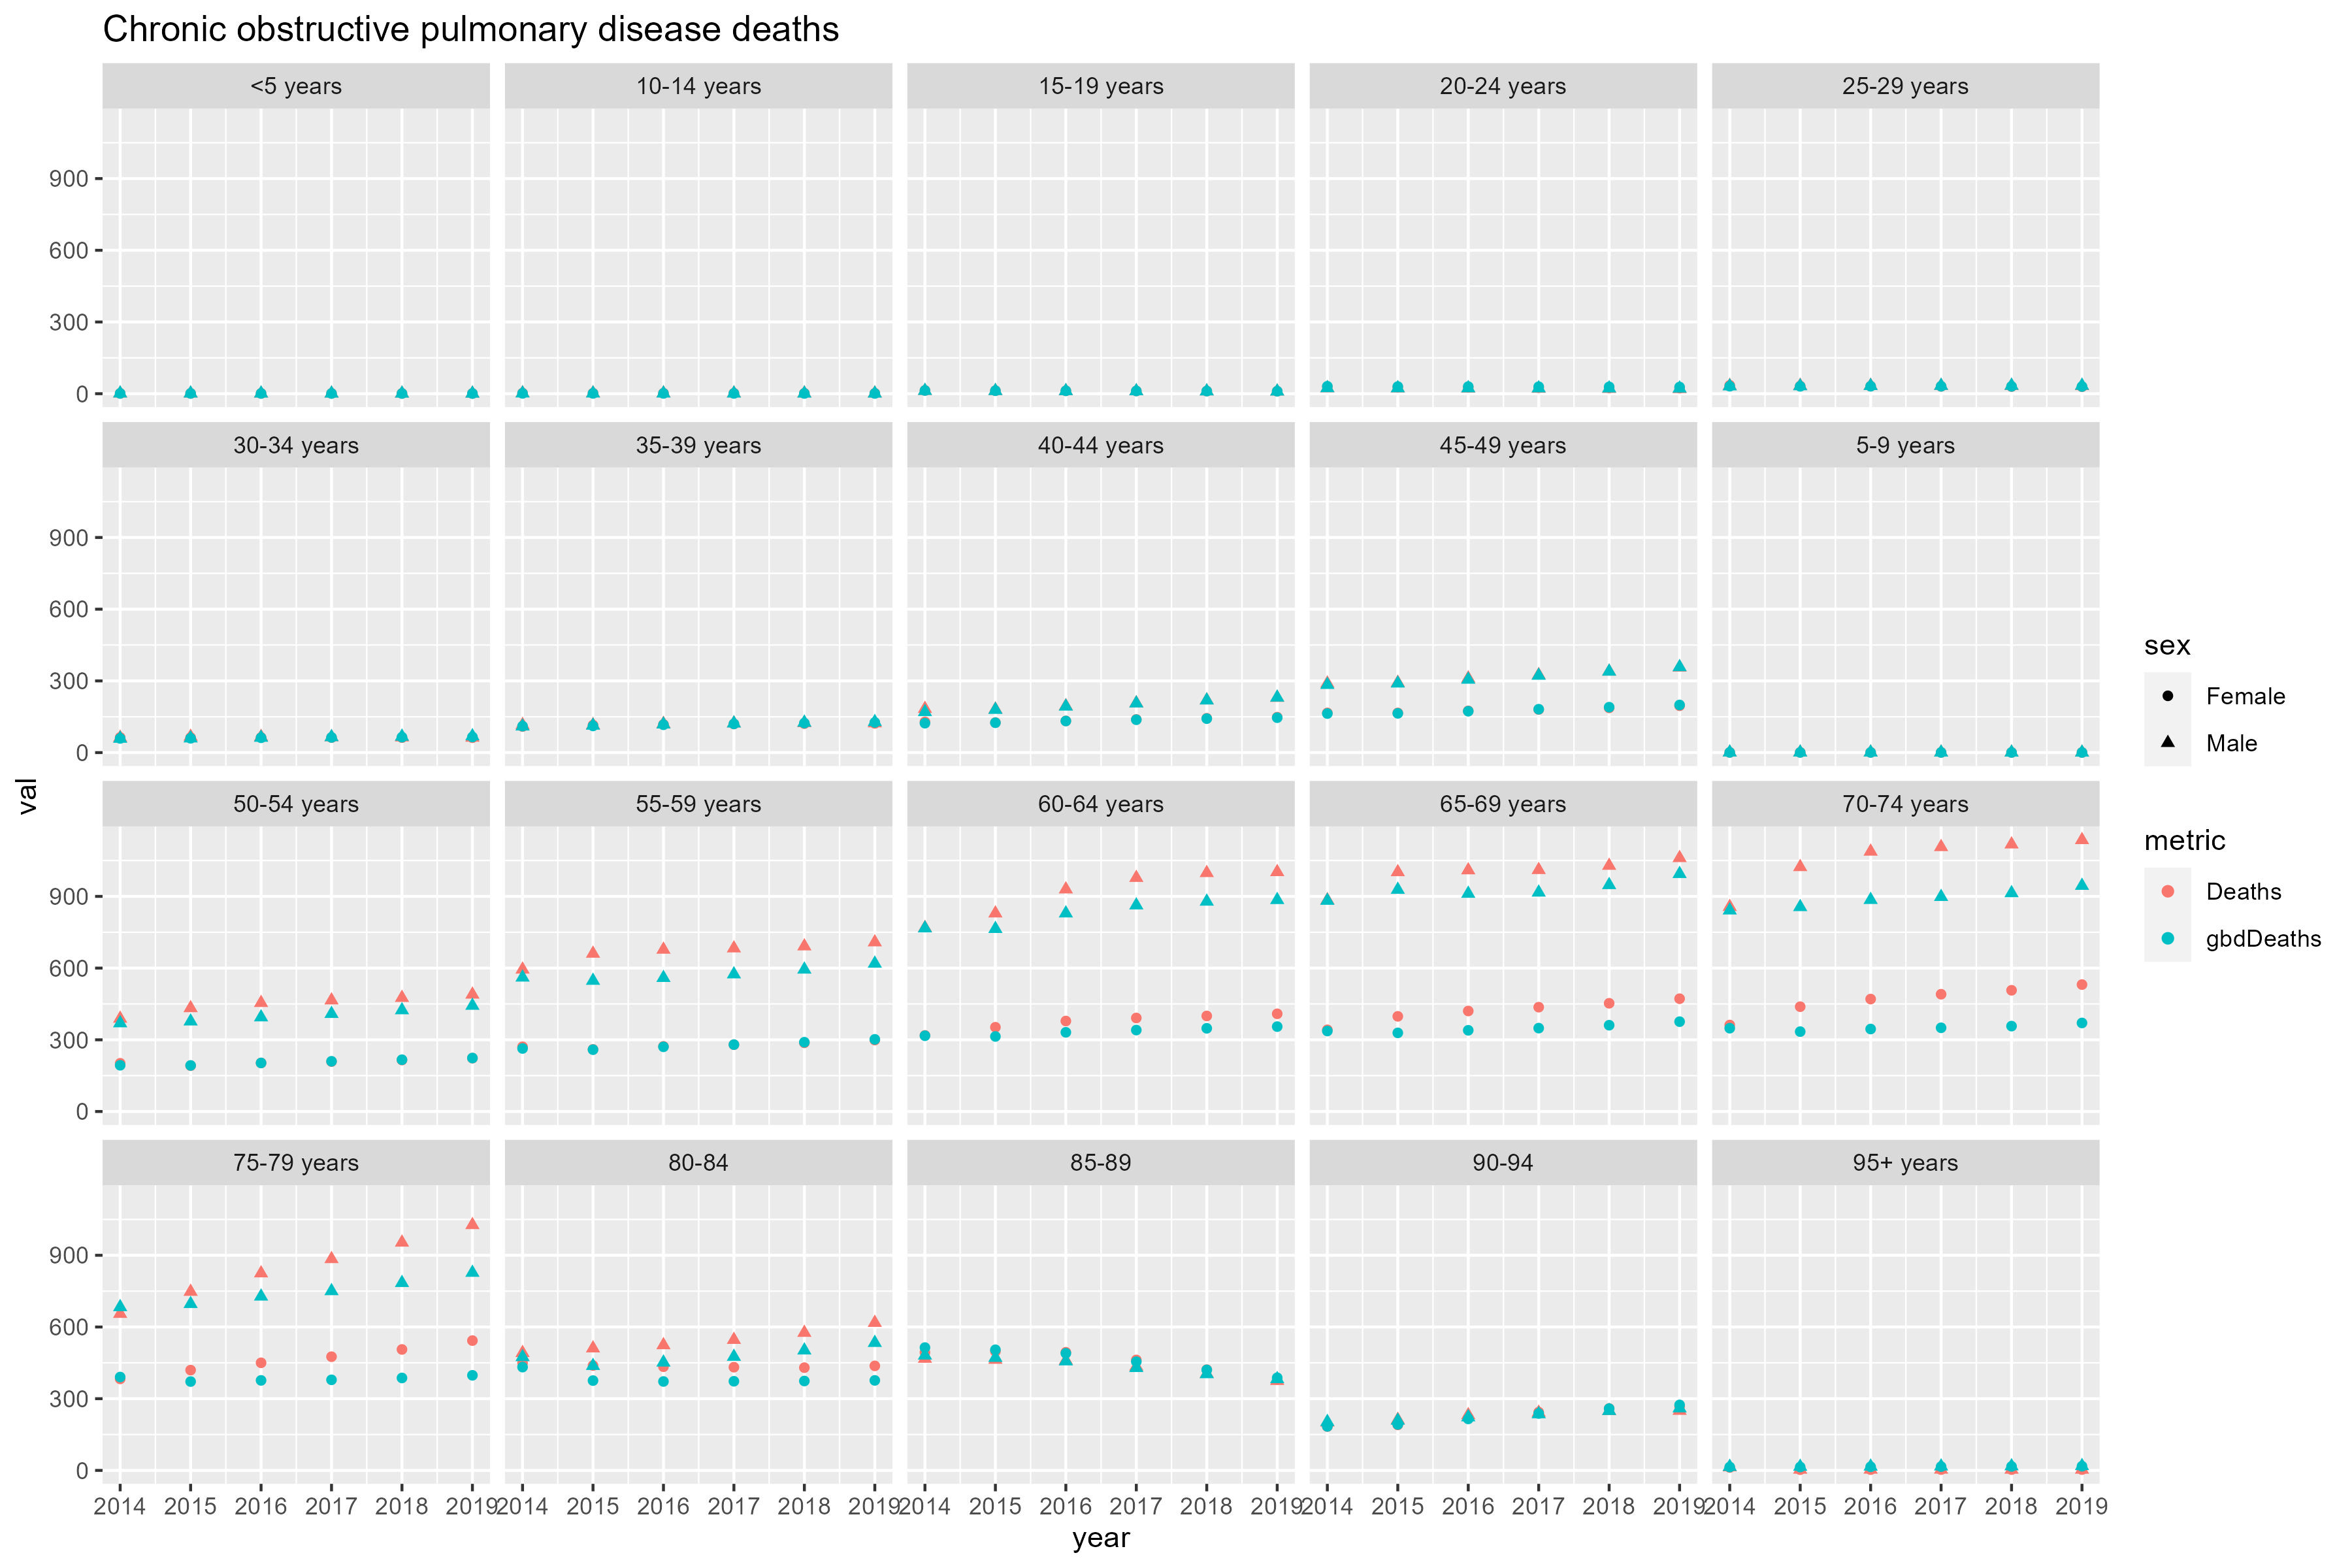 Chronic obstructive pulmonary disease deaths
<5 years 10-14 years 15-19 years 20-24 years 25-29 years
900
600
300
0
30-34 years 35-39 years 40-44 years 45-49 years 5-9 years
900
600
300
0
50-54 years 55-59 years 60-64 years 65-69 years 70-74 years
900
600
300
0
75-79 years 80-84 85-89 90-94 95+ years
900
600
300
0
2014 2015 2016 2017 2018 2019 2014 2015 2016 2017 2018 2019 2014 2015 2016 2017 2018 2019 2014 2015 2016 2017 2018 2019 2014 2015 2016 2017 2018 2019
year
val
sex
Female
Male
metric
Deaths
gbdDeaths